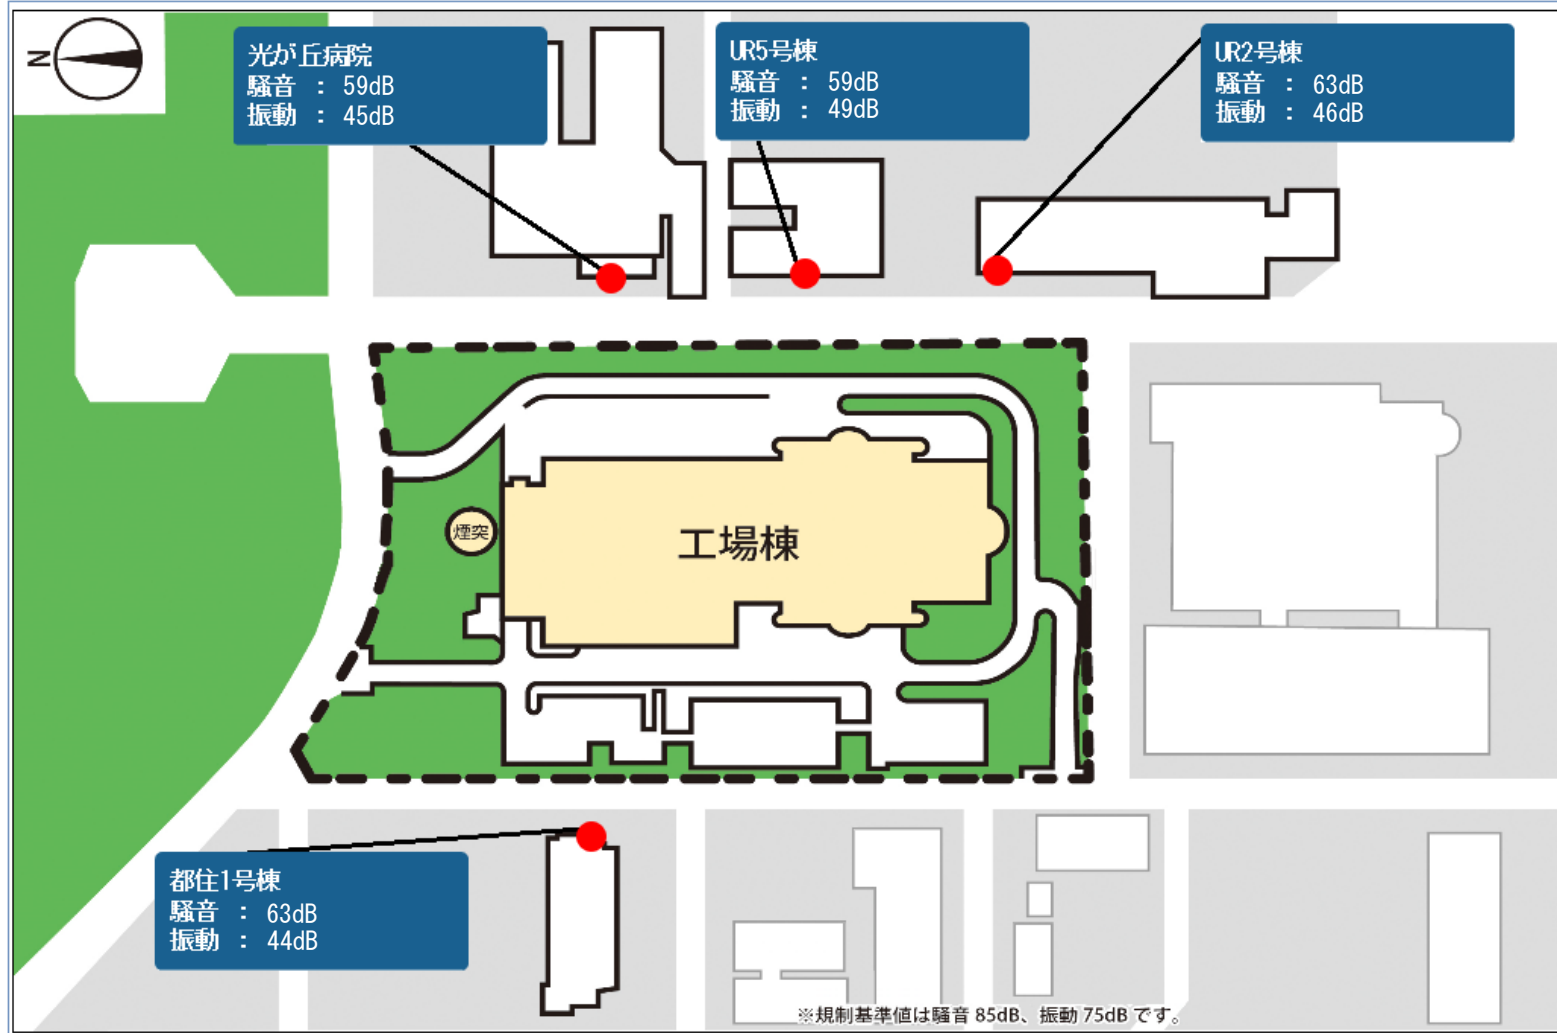 N
光が丘病院
騒音 : 59dB
振動 : 45dB
UR5号棟
騒音 : 59dB
振動 : 49dB
UR2号棟
騒音 : 63dB
振動 : 46dB
煙突
工場棟
都住1号棟
騒音 : 63dB
振動 : 44dB
※規制基準値は騒音 85dB、振動 75dB です。